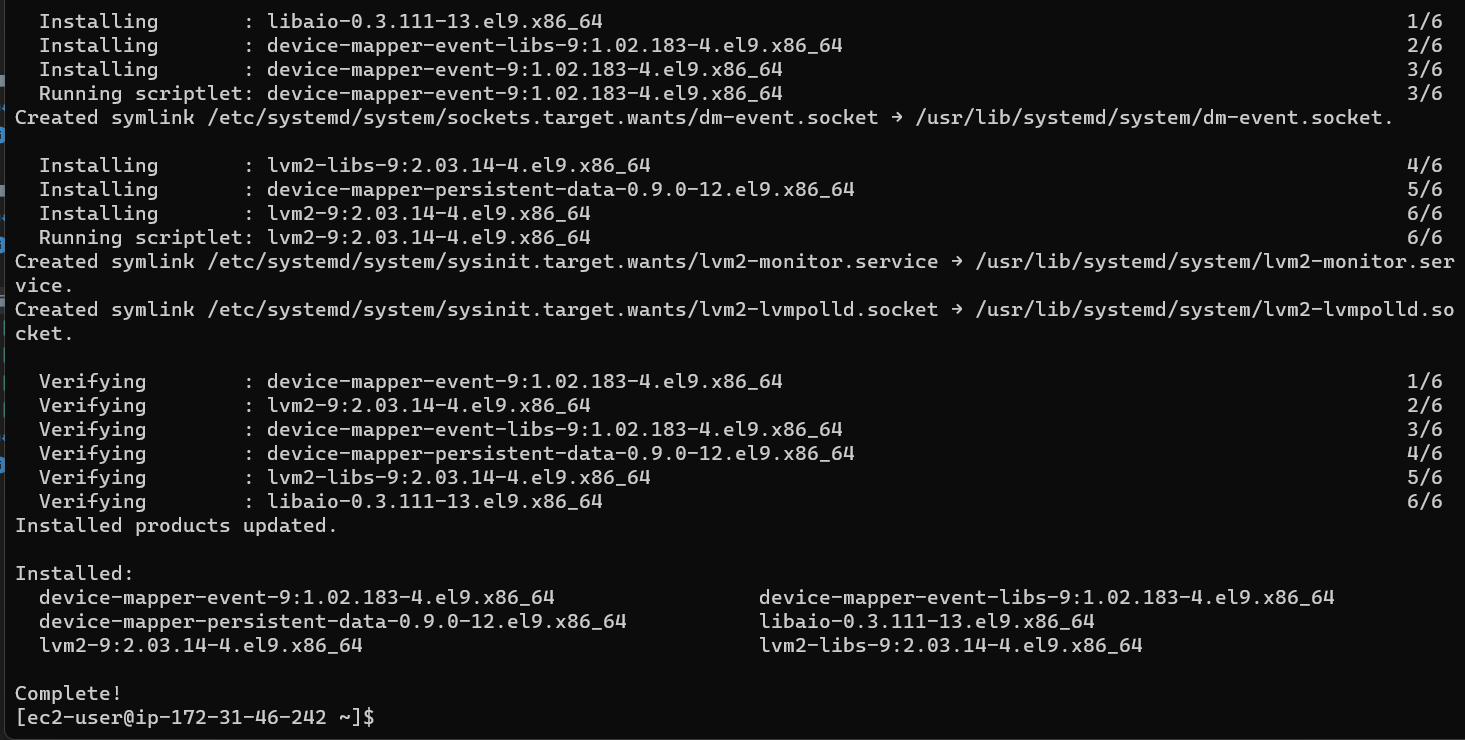 Installing : libaio-0.3.111-13.el9.x86_64 1/6
Installing : device-mapper-event-libs-9:1.02.183-4.el9.x86_64 2/6
Installing : device-mapper-event-9:1.02.183-4.el9.x86_64 3/6
Running scriptlet: device-mapper-event-9:1.02.183-4.el9.x86_64 3/6
Created symlink /etc/systemd/system/sockets.target.wants/dm-event.socket → /usr/lib/systemd/system/dm-event.socket.
Installing : lvm2-libs-9:2.03.14-4.el9.x86_64 4/6
Installing : device-mapper-persistent-data-0.9.0-12.el9.x86_64 5/6
Installing : lvm2-9:2.03.14-4.el9.x86_64 6/6
Running scriptlet: lvm2-9:2.03.14-4.el9.x86_64 6/6
Created symlink /etc/systemd/system/sysinit.target.wants/lvm2-monitor.service → /usr/lib/systemd/system/lvm2-monitor.ser
vice.
Created symlink /etc/systemd/system/sysinit.target.wants/lvm2-lvmpolld.socket → /usr/lib/systemd/system/lvm2-lvmpolld.so
cket.
Verifying : device-mapper-event-9:1.02.183-4.el9.x86_64 1/6
Verifying : lvm2-9:2.03.14-4.el9.x86_64 2/6
Verifying : device-mapper-event-libs-9:1.02.183-4.el9.x86_64 3/6
Verifying : device-mapper-persistent-data-0.9.0-12.el9.x86_64 4/6
Verifying : lvm2-libs-9:2.03.14-4.el9.x86_64 5/6
Verifying : libaio-0.3.111-13.el9.x86_64 6/6
Installed products updated.
Installed:
device-mapper-event-9:1.02.183-4.el9.x86_64 device-mapper-event-libs-9:1.02.183-4.el9.x86_64
device-mapper-persistent-data-0.9.0-12.el9.x86_64 libaio-0.3.111-13.el9.x86_64
lvm2-9:2.03.14-4.el9.x86_64 lvm2-libs-9:2.03.14-4.el9.x86_64
Complete!
[ec2-user@ip-172-31-46-242 ~]$